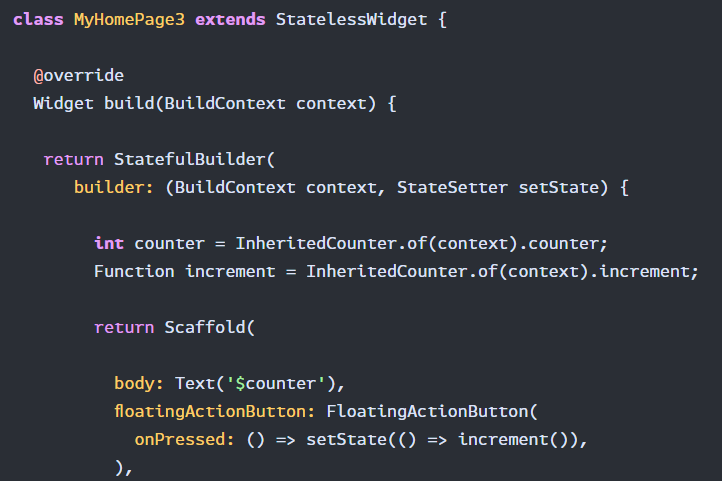 class MyHomePage3 extends StatelessWidget {
@override
Widget build(BuildContext context) {
return StatefulBuilder(
builder: (BuildContext context, StateSetter setState) {
int counter = InheritedCounter.of(context).counter;
Function increment = InheritedCounter.of(context).increment;
return Scaffold(
body: Text('$counter'),
floatingActionButton: FloatingActionButton(
onPressed: () => setState(() => increment()),
),